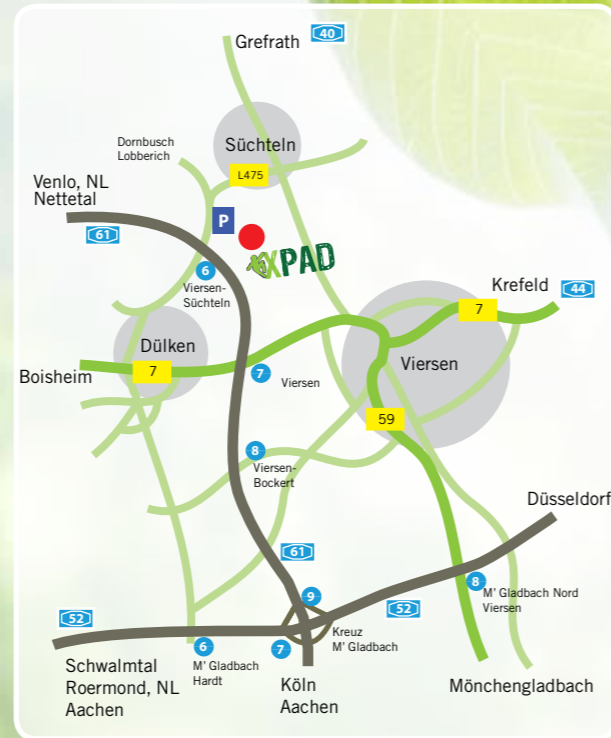 Grefrath
40
Süchteln
Dornbusch
Lobberich
L475
Venlo, NL
Nettetal
P
61
XPAD
6
Viersen-
Süchteln
Krefeld
44
7
Dülken
Viersen
Boisheim
7
7
Viersen
59
8
Viersen-
Bockert
Düsseldorf
61
9
8
M' Gladbach Nord
Viersen
52
52
Kreuz
M' Gladbach
6
7
M' Gladbach
Hardt
Schwalmtal
Roermond, NL
Aachen
Köln
Aachen
Mönchengladbach